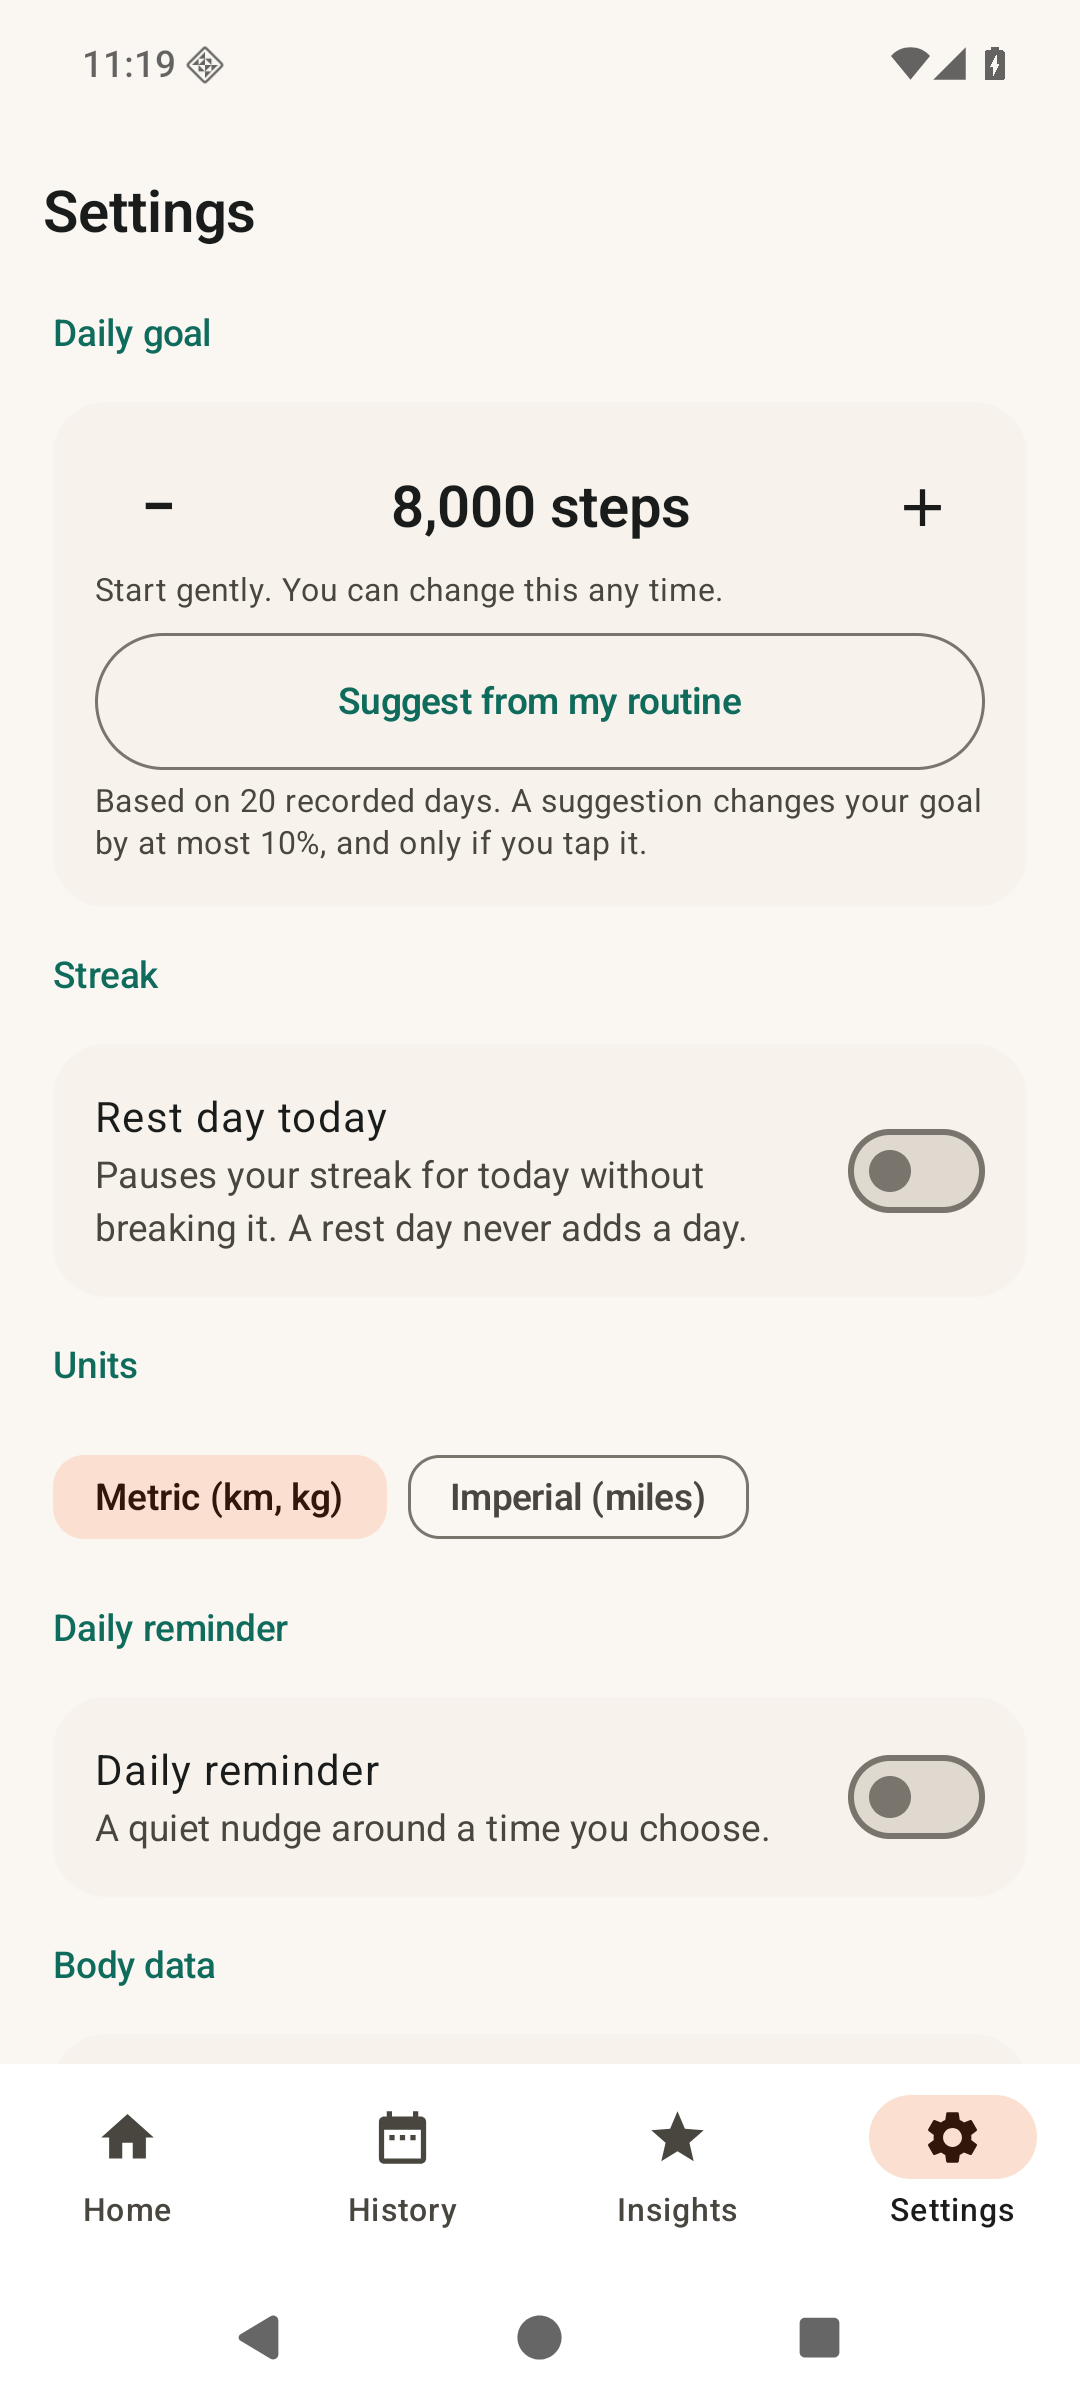 11:19
Settings
Daily goal
− 8,000 steps +
Start gently. You can change this any time.
Suggest from my routine
Based on 20 recorded days. A suggestion changes your goal
by at most 10%, and only if you tap it.
Streak
Rest day today
Pauses your streak for today without
breaking it. A rest day never adds a day.
Units
Metric (km, kg) Imperial (miles)
Daily reminder
Daily reminder
A quiet nudge around a time you choose.
Body data
Home History Insights Settings